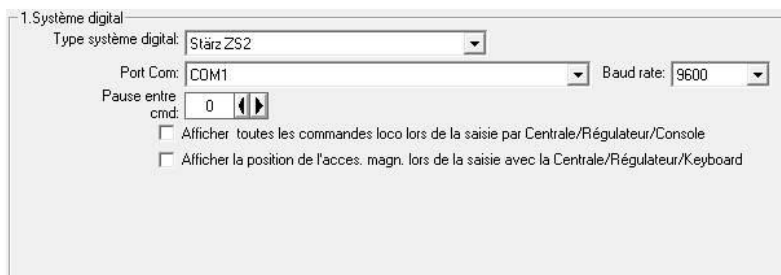 1.Système digital
Type système digital: Stärz ZS2
Port Com: COM1 Baud rate: 9600
Pause entre
cmd: 0
Afficher toutes les commandes loco lors de la saisie par Centrale/Régulateur/Console
Afficher la position de l'acces. magn. lors de la saisie avec la Centrale/Régulateur/Keyboard